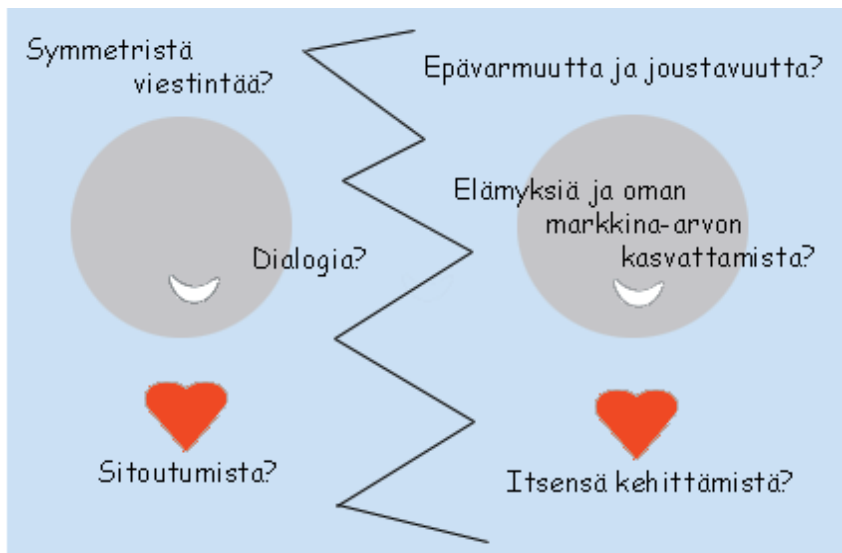 Symmetristä
viestintää?
Dialogia?
Sitoutumista?
Epävarmuutta ja joustavuutta?
Elämyksiä ja oman
markkina-arvon
kasvattamista?
Itsensä kehittämistä?